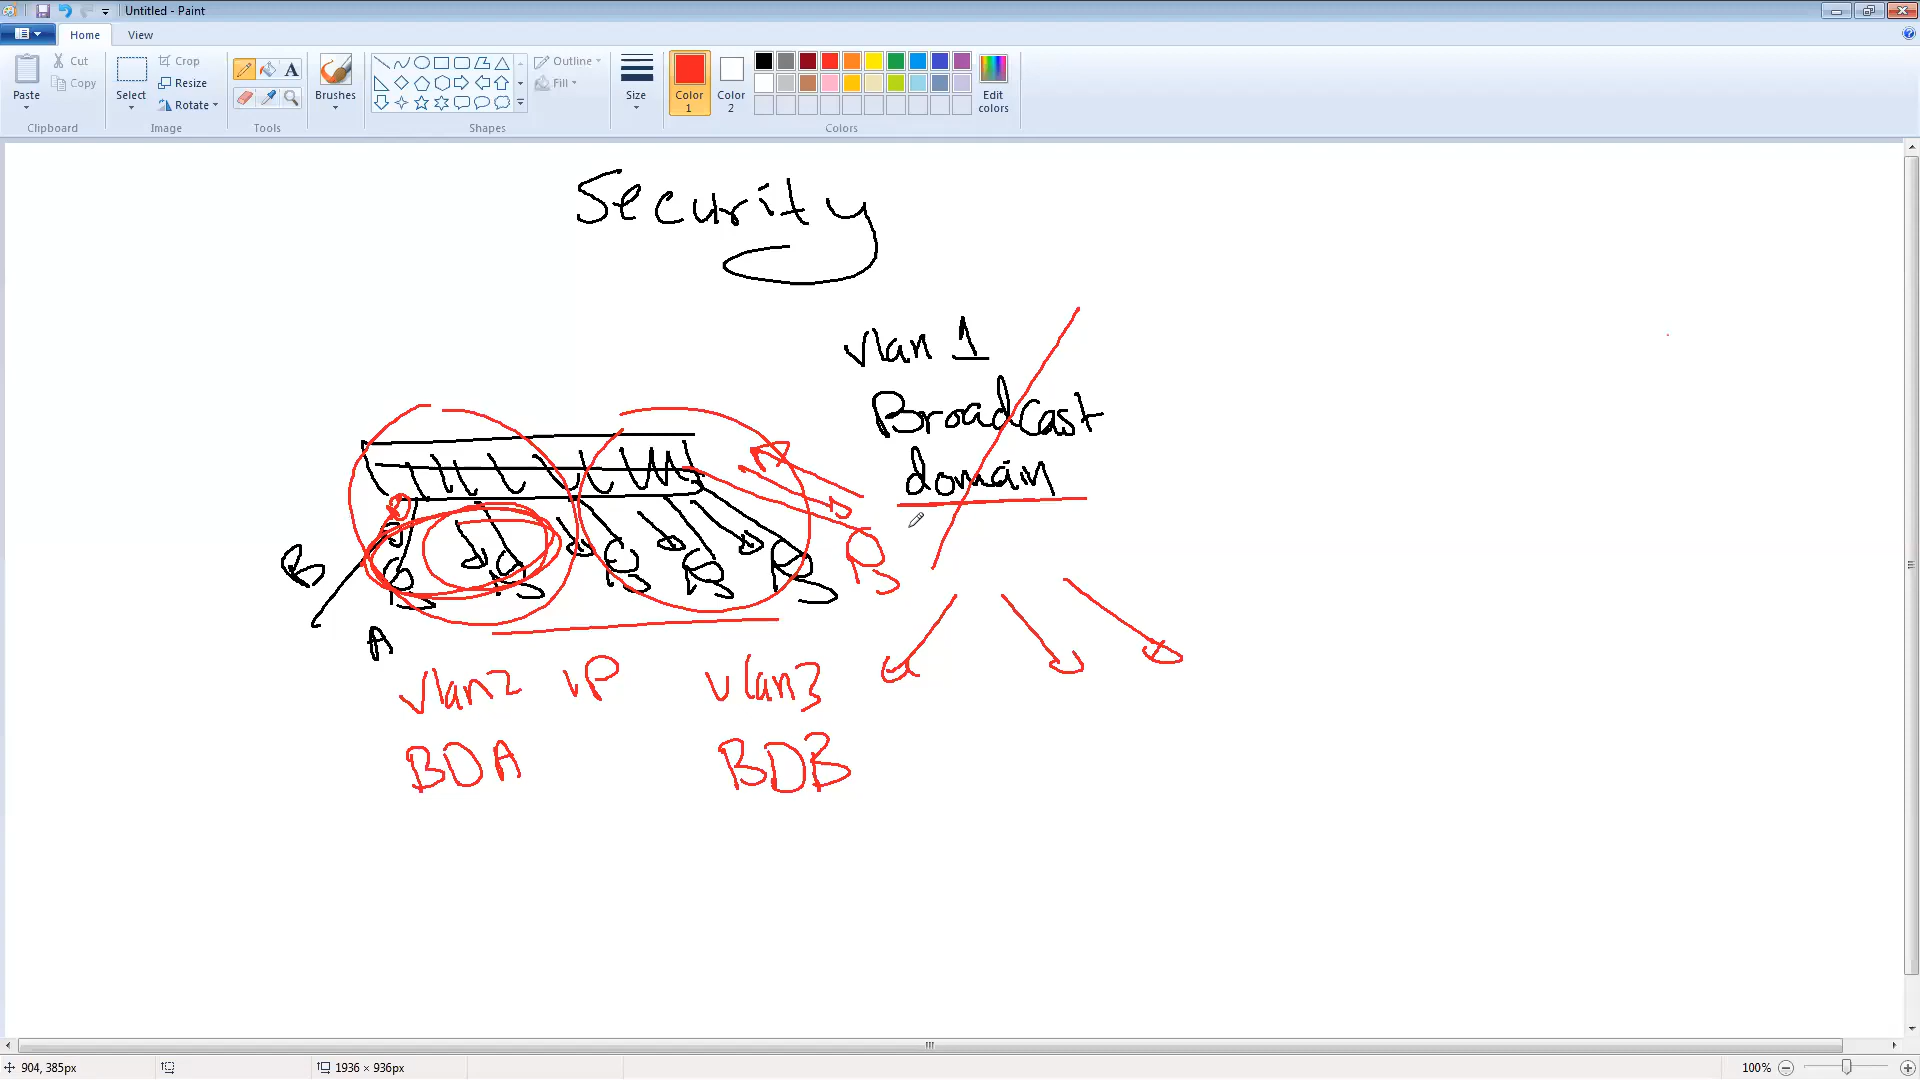 Untitled - Paint
Home View
Paste
Cut
Copy
Clipboard
Select
Crop
Resize
Rotate
Image
Tools
Brushes
Shapes
Outline
Fill
Size
Color 1
Color 2
Edit colors
Colors
Security
Vlan 1
Broadcast
domain
B
A
Vlan2 VP Vlan3
BDA BDB
904, 385px
1936 × 936px
100%